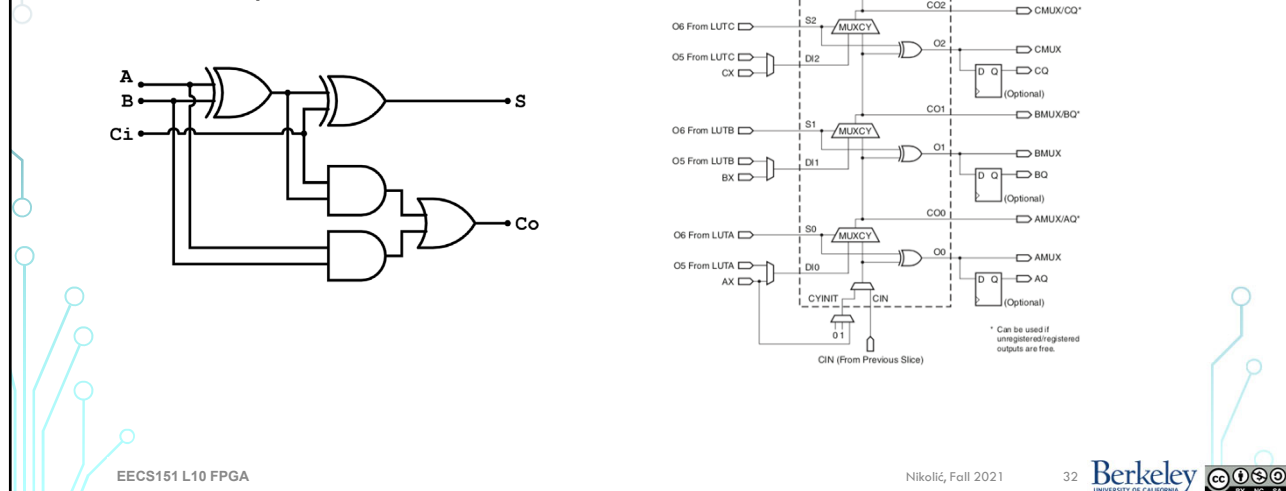 A
B
Ci
S
Co
CO2
CMUX/CQ*
O6 From LUTC
S2
MUXCY
O2
CMUX
O5 From LUTC
DI2
CX
D Q
CQ
(Optional)
CO1
BMUX/BQ*
O6 From LUTB
S1
MUXCY
O1
BMUX
O5 From LUTB
DI1
BX
D Q
BQ
(Optional)
CO0
AMUX/AQ*
O6 From LUTA
S0
MUXCY
O0
AMUX
O5 From LUTA
DI0
AX
D Q
AQ
(Optional)
CYINIT
CIN
0 1
* Can be used if
unregistered/registered
outputs are free.
CIN (From Previous Slice)
EECS151 L10 FPGA
Nikolić, Fall 2021
32
Berkeley
UNIVERSITY OF CALIFORNIA
cc
BY NC SA